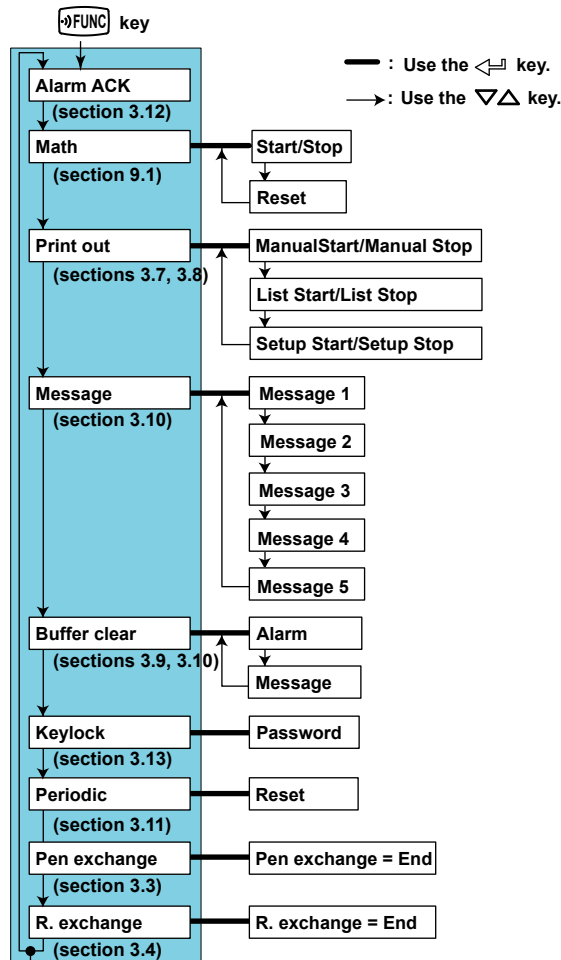 FUNC key
: Use the key.
: Use the ▽△ key.
Alarm ACK
(section 3.12)
Math
Start/Stop
(section 9.1)
Reset
Print out
ManualStart/Manual Stop
(sections 3.7, 3.8)
List Start/List Stop
Setup Start/Setup Stop
Message
Message 1
(section 3.10)
Message 2
Message 3
Message 4
Message 5
Buffer clear
Alarm
(sections 3.9, 3.10)
Message
Keylock
Password
(section 3.13)
Periodic
Reset
(section 3.11)
Pen exchange
Pen exchange = End
(section 3.3)
R. exchange
R. exchange = End
(section 3.4)